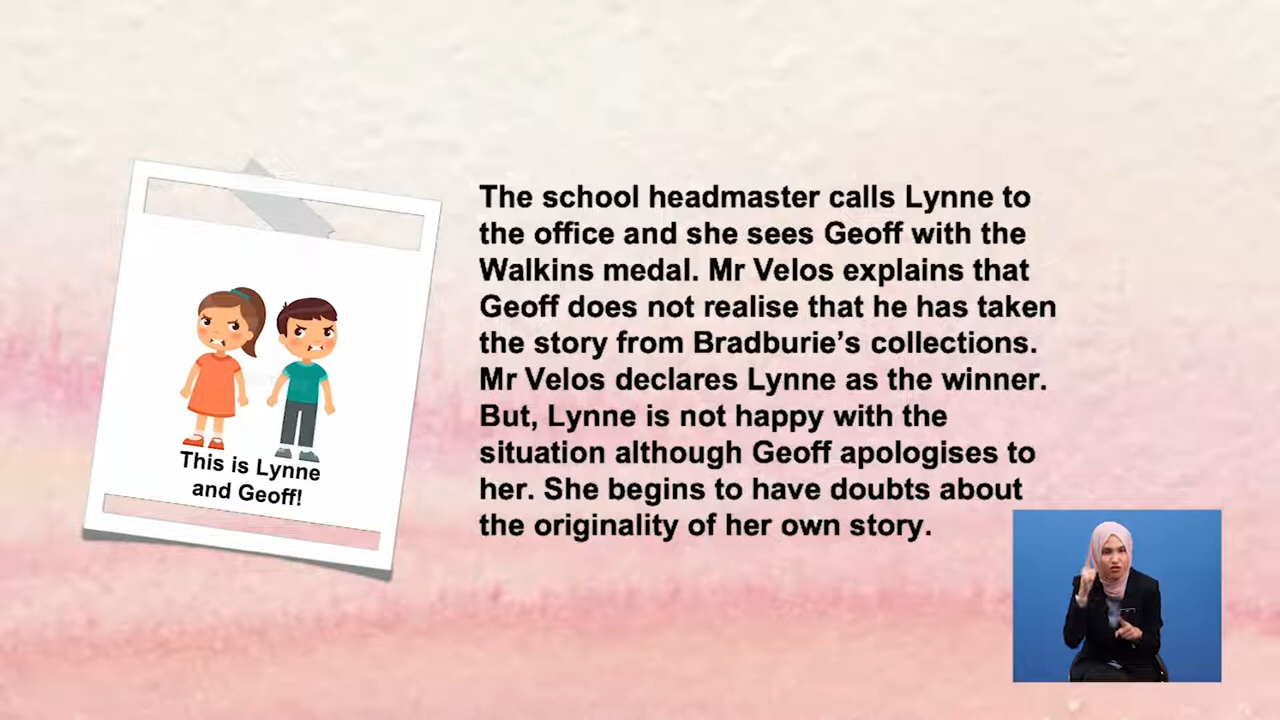 The school headmaster calls Lynne to
the office and she sees Geoff with the
Walkins medal. Mr Velos explains that
Geoff does not realise that he has taken
the story from Bradburie’s collections.
Mr Velos declares Lynne as the winner.
But, Lynne is not happy with the
situation although Geoff apologises to
her. She begins to have doubts about
the originality of her own story.
This is Lynne
and Geoff!